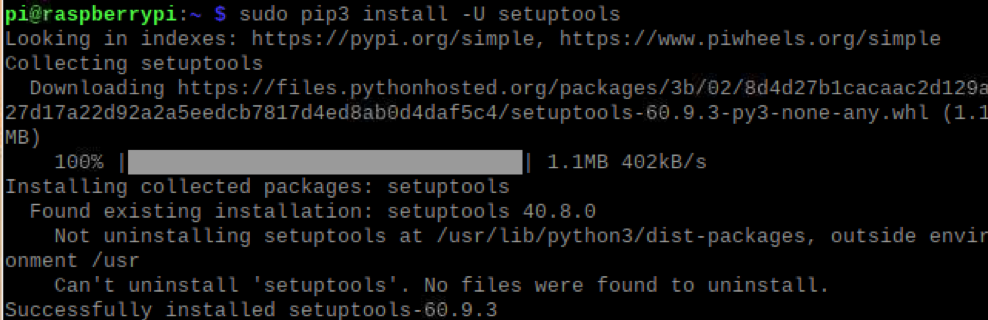 pi@raspberrypi:~ $ sudo pip3 install -U setuptools
Looking in indexes: https://pypi.org/simple, https://www.piwheels.org/simple
Collecting setuptools
  Downloading https://files.pythonhosted.org/packages/3b/02/8d4d27b1cacaac2d129a
27d17a22d92a2a5eedcb7817d4ed8ab0d4daf5c4/setuptools-60.9.3-py3-none-any.whl (1.1
MB)
    100% |████████████████████████████████| 1.1MB 402kB/s
Installing collected packages: setuptools
  Found existing installation: setuptools 40.8.0
    Not uninstalling setuptools at /usr/lib/python3/dist-packages, outside envir
onment /usr
    Can't uninstall 'setuptools'. No files were found to uninstall.
Successfully installed setuptools-60.9.3